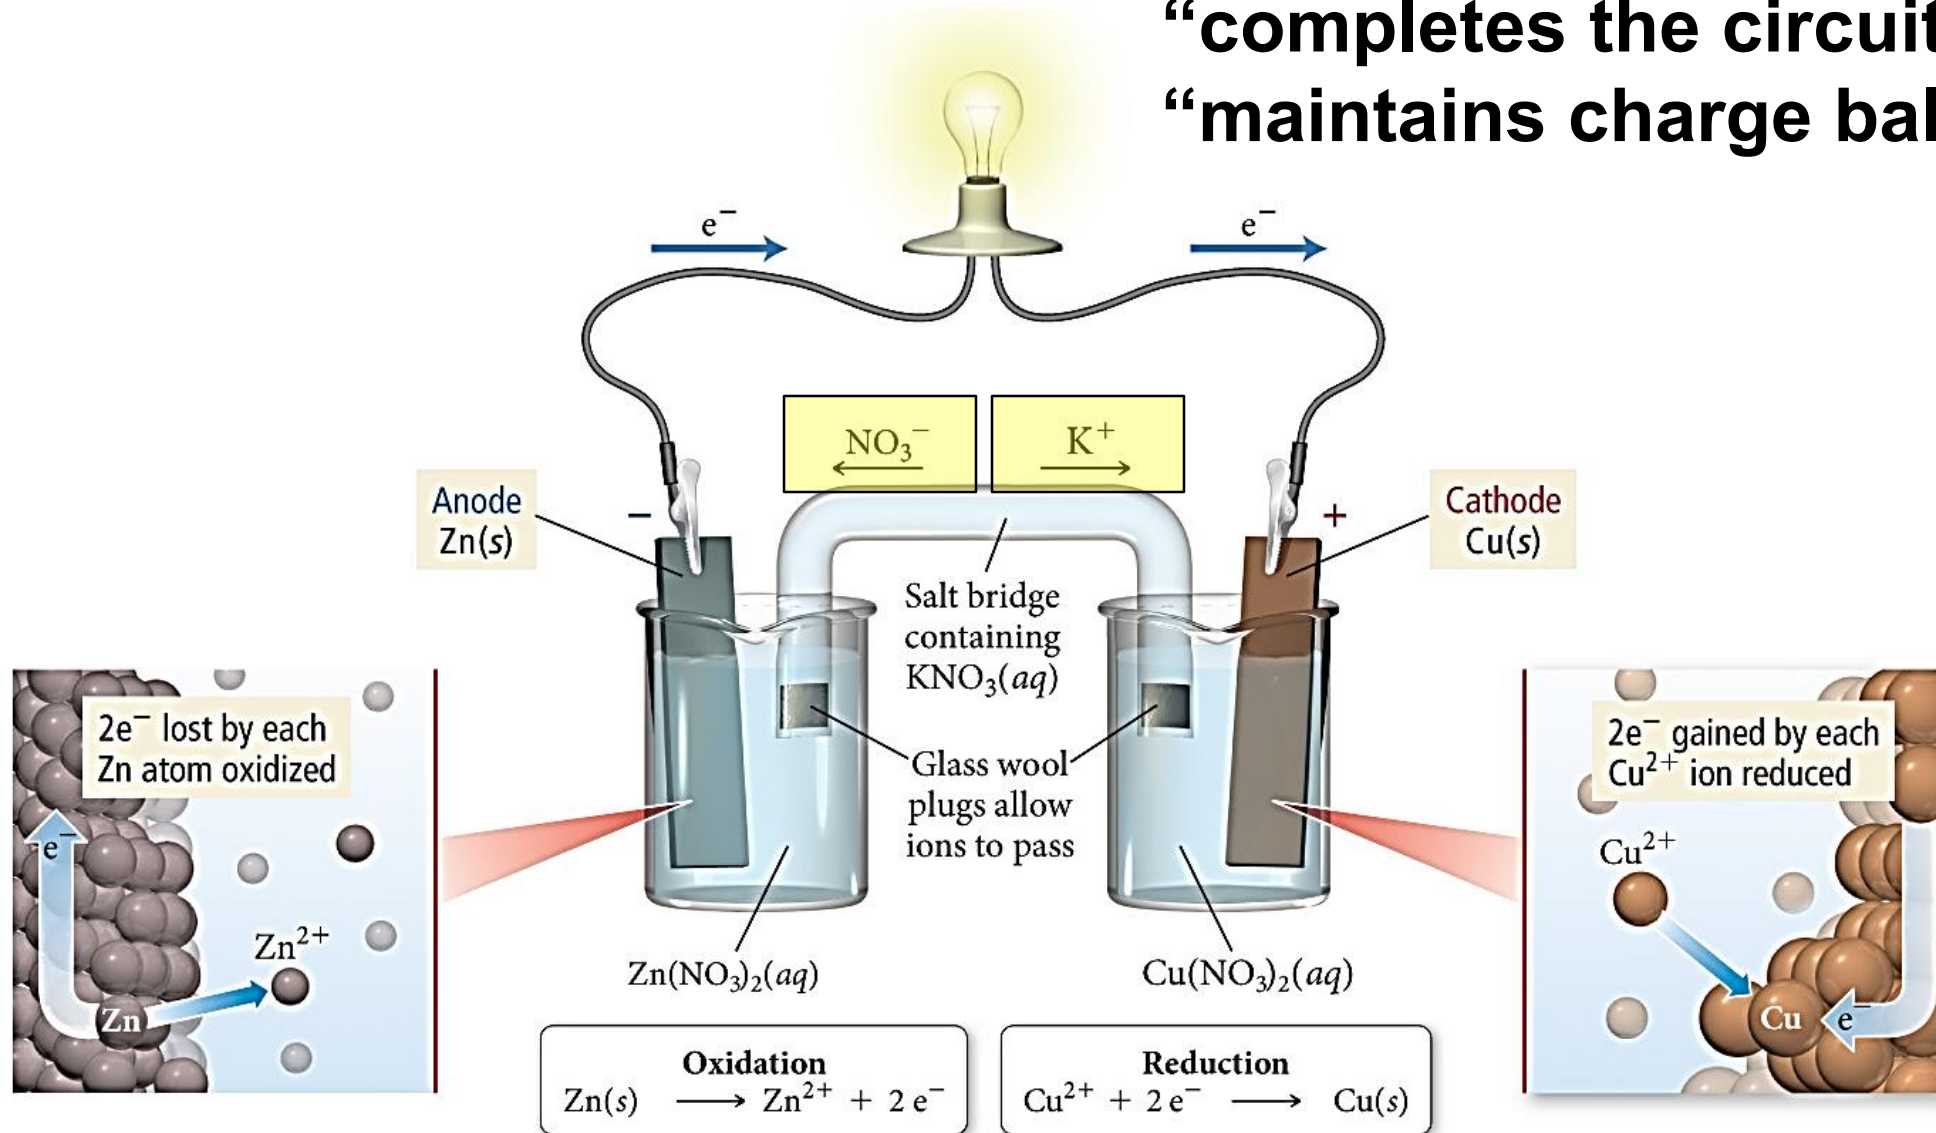 “completes the circuit
“maintains charge bal
e⁻
e⁻
NO₃⁻
K⁺
Anode
Zn(s)
−
+
Cathode
Cu(s)
Salt bridge
containing
KNO₃(aq)
2e⁻ lost by each
Zn atom oxidized
2e⁻ gained by each
Cu²⁺ ion reduced
Glass wool
plugs allow
ions to pass
e⁻
Zn²⁺
Zn
Cu²⁺
Cu
e⁻
Zn(NO₃)₂(aq)
Cu(NO₃)₂(aq)
Oxidation
Zn(s) ⟶ Zn²⁺ + 2 e⁻
Reduction
Cu²⁺ + 2 e⁻ ⟶ Cu(s)